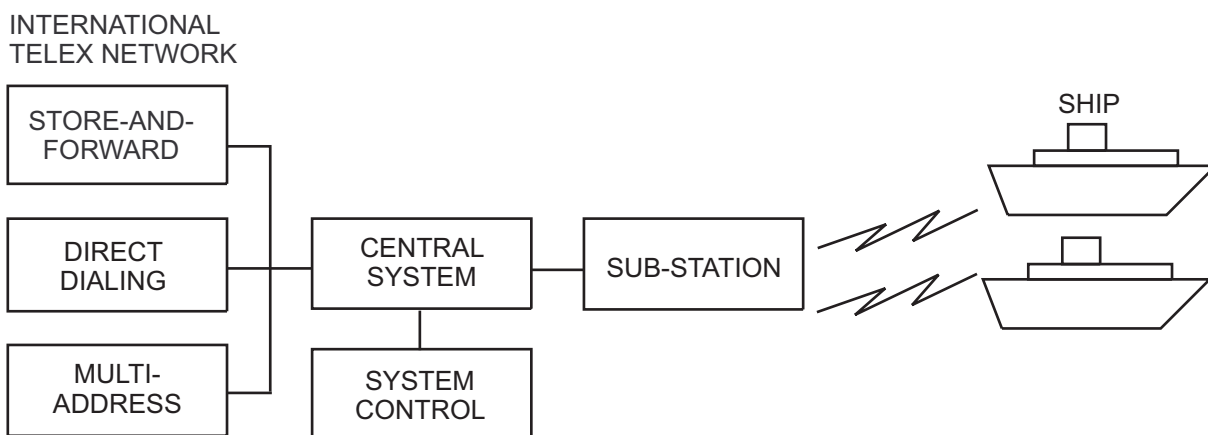 INTERNATIONAL
TELEX NETWORK
STORE-AND-
FORWARD
DIRECT
DIALING
MULTI-
ADDRESS
CENTRAL
SYSTEM
SYSTEM
CONTROL
SUB-STATION
SHIP